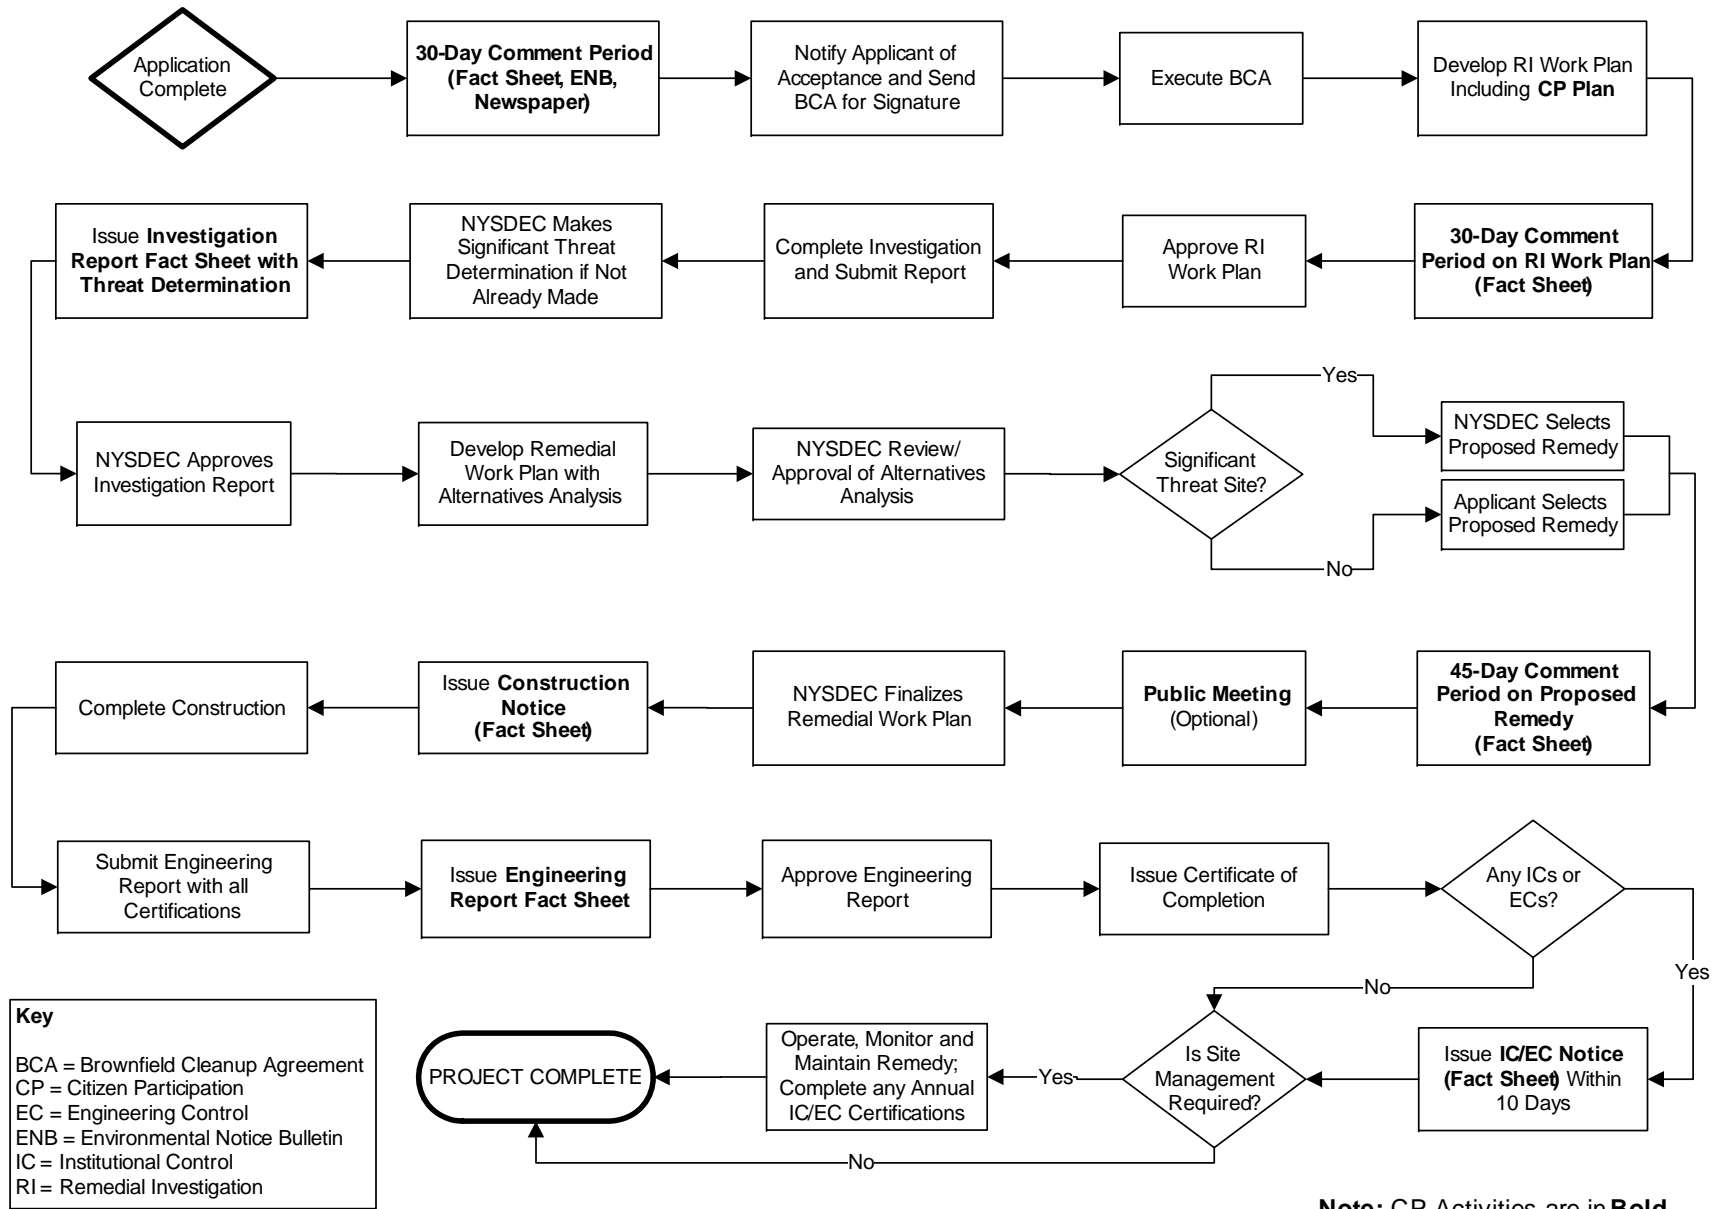 Application
Complete
30-Day Comment Period
(Fact Sheet, ENB,
Newspaper)
Notify Applicant of
Acceptance and Send
BCA for Signature
Execute BCA
Develop RI Work Plan
Including CP Plan
Issue Investigation
Report Fact Sheet with
Threat Determination
NYSDEC Makes
Significant Threat
Determination if Not
Already Made
Complete Investigation
and Submit Report
Approve RI
Work Plan
30-Day Comment
Period on RI Work Plan
(Fact Sheet)
NYSDEC Approves
Investigation Report
Develop Remedial
Work Plan with
Alternatives Analysis
NYSDEC Review/
Approval of Alternatives
Analysis
Significant
Threat Site?
Yes
No
NYSDEC Selects
Proposed Remedy
Applicant Selects
Proposed Remedy
Complete Construction
Issue Construction
Notice
(Fact Sheet)
NYSDEC Finalizes
Remedial Work Plan
Public Meeting
(Optional)
45-Day Comment
Period on Proposed
Remedy
(Fact Sheet)
Submit Engineering
Report with all
Certifications
Issue Engineering
Report Fact Sheet
Approve Engineering
Report
Issue Certificate of
Completion
Any ICs or
ECs?
Yes
No
Key
BCA = Brownfield Cleanup Agreement
CP = Citizen Participation
EC = Engineering Control
ENB = Environmental Notice Bulletin
IC = Institutional Control
RI = Remedial Investigation
PROJECT COMPLETE
Operate, Monitor and
Maintain Remedy;
Complete any Annual
IC/EC Certifications
Yes
Is Site
Management
Required?
Issue IC/EC Notice
(Fact Sheet) Within
10 Days
No
Note: CP Activities are in Bold